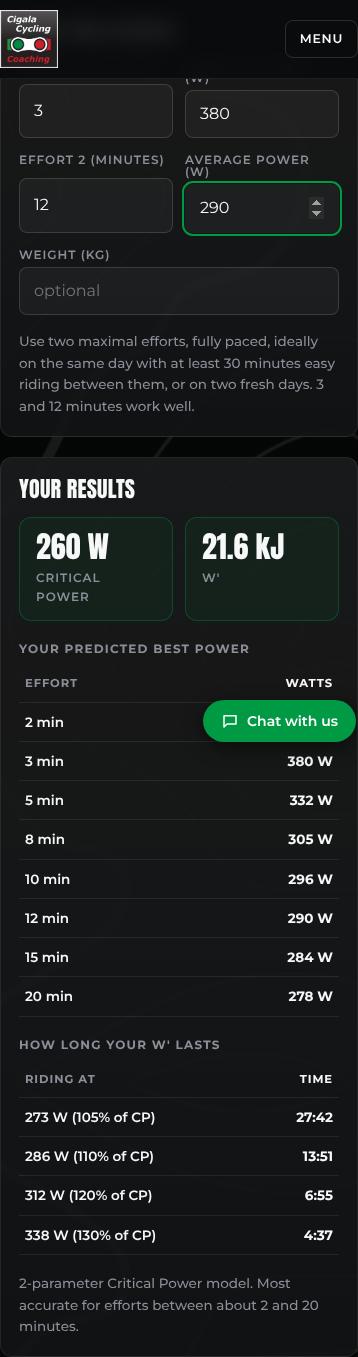 Cigala
Cycling
Coaching
MENU
(W)
3
380
EFFORT 2 (MINUTES)
AVERAGE POWER
(W)
12
290
WEIGHT (KG)
optional
Use two maximal efforts, fully paced, ideally
on the same day with at least 30 minutes easy
riding between them, or on two fresh days. 3
and 12 minutes work well.
YOUR RESULTS
260 W
CRITICAL
POWER
21.6 kJ
W'
YOUR PREDICTED BEST POWER
EFFORT WATTS
2 min
Chat with us
3 min 380 W
5 min 332 W
8 min 305 W
10 min 296 W
12 min 290 W
15 min 284 W
20 min 278 W
HOW LONG YOUR W' LASTS
RIDING AT TIME
273 W (105% of CP) 27:42
286 W (110% of CP) 13:51
312 W (120% of CP) 6:55
338 W (130% of CP) 4:37
2-parameter Critical Power model. Most
accurate for efforts between about 2 and 20
minutes.